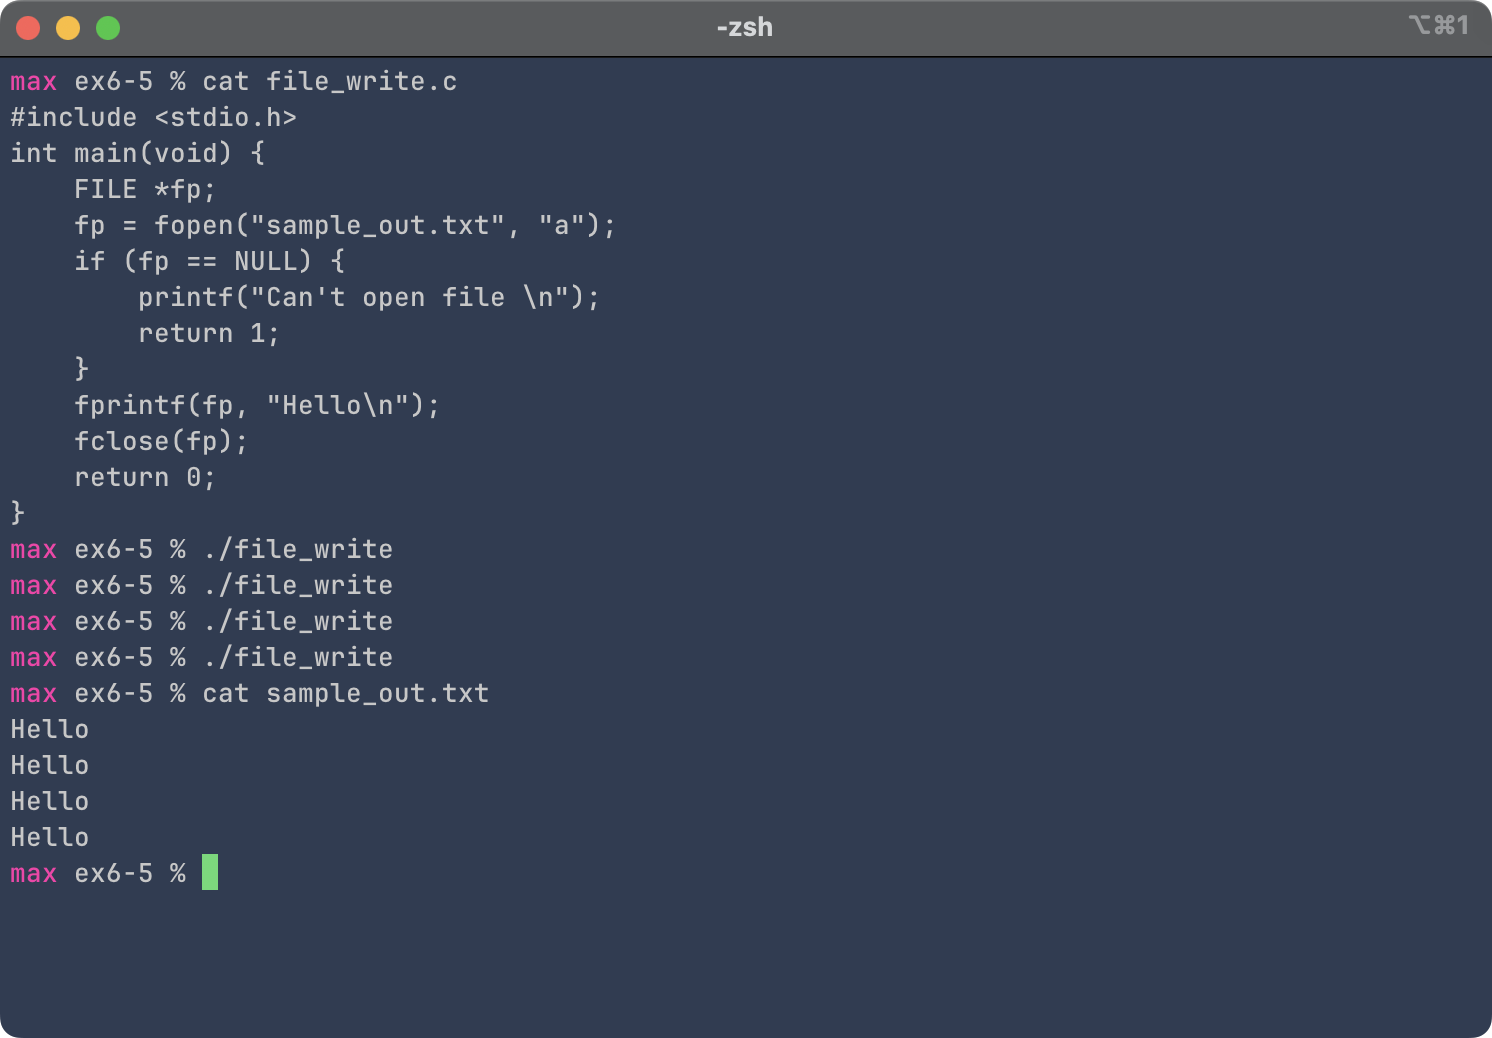 -zsh
⌥⌘1
max ex6-5 % cat file_write.c
#include <stdio.h>
int main(void) {
    FILE *fp;
    fp = fopen("sample_out.txt", "a");
    if (fp == NULL) {
        printf("Can't open file \n");
        return 1;
    }
    fprintf(fp, "Hello\n");
    fclose(fp);
    return 0;
}
max ex6-5 % ./file_write
max ex6-5 % ./file_write
max ex6-5 % ./file_write
max ex6-5 % ./file_write
max ex6-5 % cat sample_out.txt
Hello
Hello
Hello
Hello
max ex6-5 %